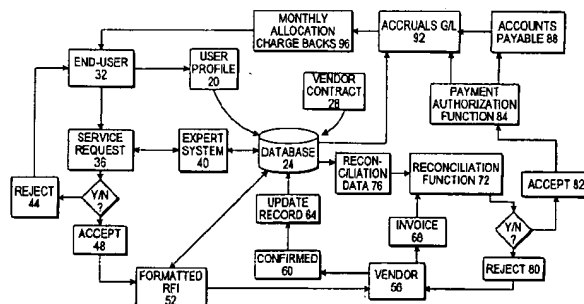 MONTHLY
ALLOCATION
CHARGE BACKS 96
ACCRUALS G/L
92
ACCOUNTS
PAYABLE 88
END-USER
32
USER
PROFILE
20
VENDOR
CONTRACT
28
PAYMENT
AUTHORIZATION
FUNCTION 84
SERVICE
REQUEST
36
EXPERT
SYSTEM
40
DATABASE
24
RECON-
CILIATION
DATA 76
RECONCILIATION
FUNCTION 72
REJECT
44
Y/N
?
UPDATE
RECORD 64
ACCEPT 82
ACCEPT
48
INVOICE
68
Y/N
?
CONFIRMED
60
REJECT 80
FORMATTED
RFI
52
VENDOR
56